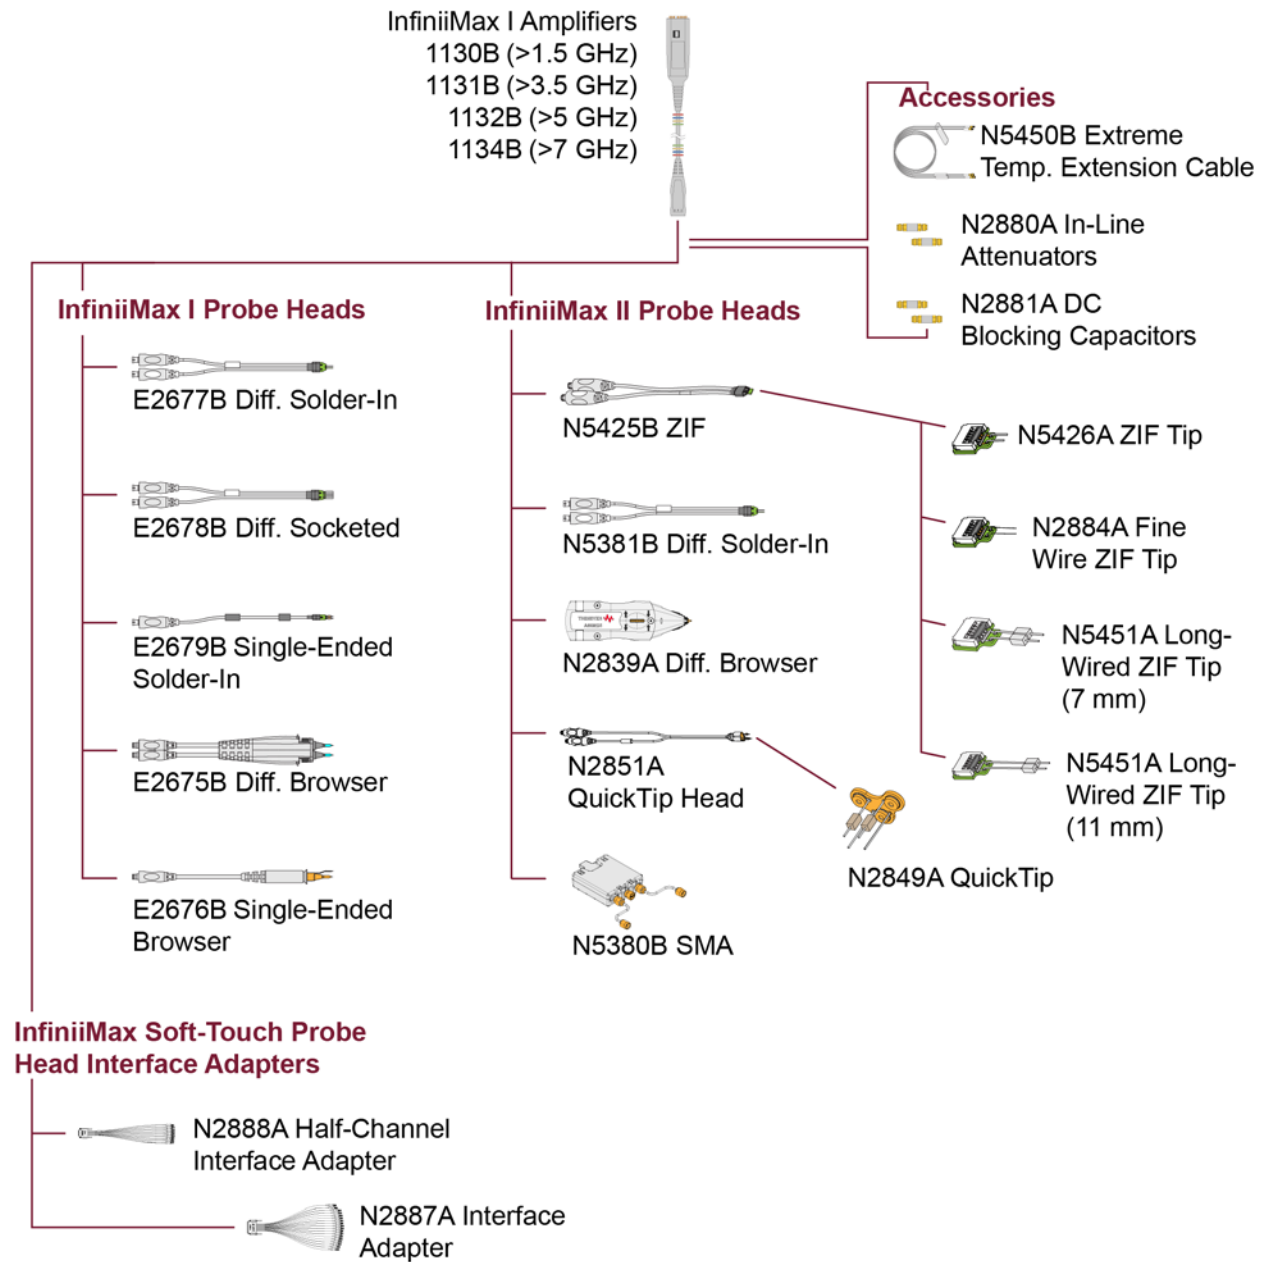 InfiniiMax I Amplifiers
1130B (>1.5 GHz)
1131B (>3.5 GHz)
1132B (>5 GHz)
1134B (>7 GHz)
Accessories
N5450B Extreme
Temp. Extension Cable
N2880A In-Line
Attenuators
N2881A DC
Blocking Capacitors
InfiniiMax I Probe Heads
E2677B Diff. Solder-In
E2678B Diff. Socketed
E2679B Single-Ended
Solder-In
E2675B Diff. Browser
E2676B Single-Ended
Browser
InfiniiMax II Probe Heads
N5425B ZIF
N5381B Diff. Solder-In
N2839A Diff. Browser
N2851A
QuickTip Head
N5380B SMA
N5426A ZIF Tip
N2884A Fine
Wire ZIF Tip
N5451A Long-
Wired ZIF Tip
(7 mm)
N5451A Long-
Wired ZIF Tip
(11 mm)
N2849A QuickTip
InfiniiMax Soft-Touch Probe
Head Interface Adapters
N2888A Half-Channel
Interface Adapter
N2887A Interface
Adapter